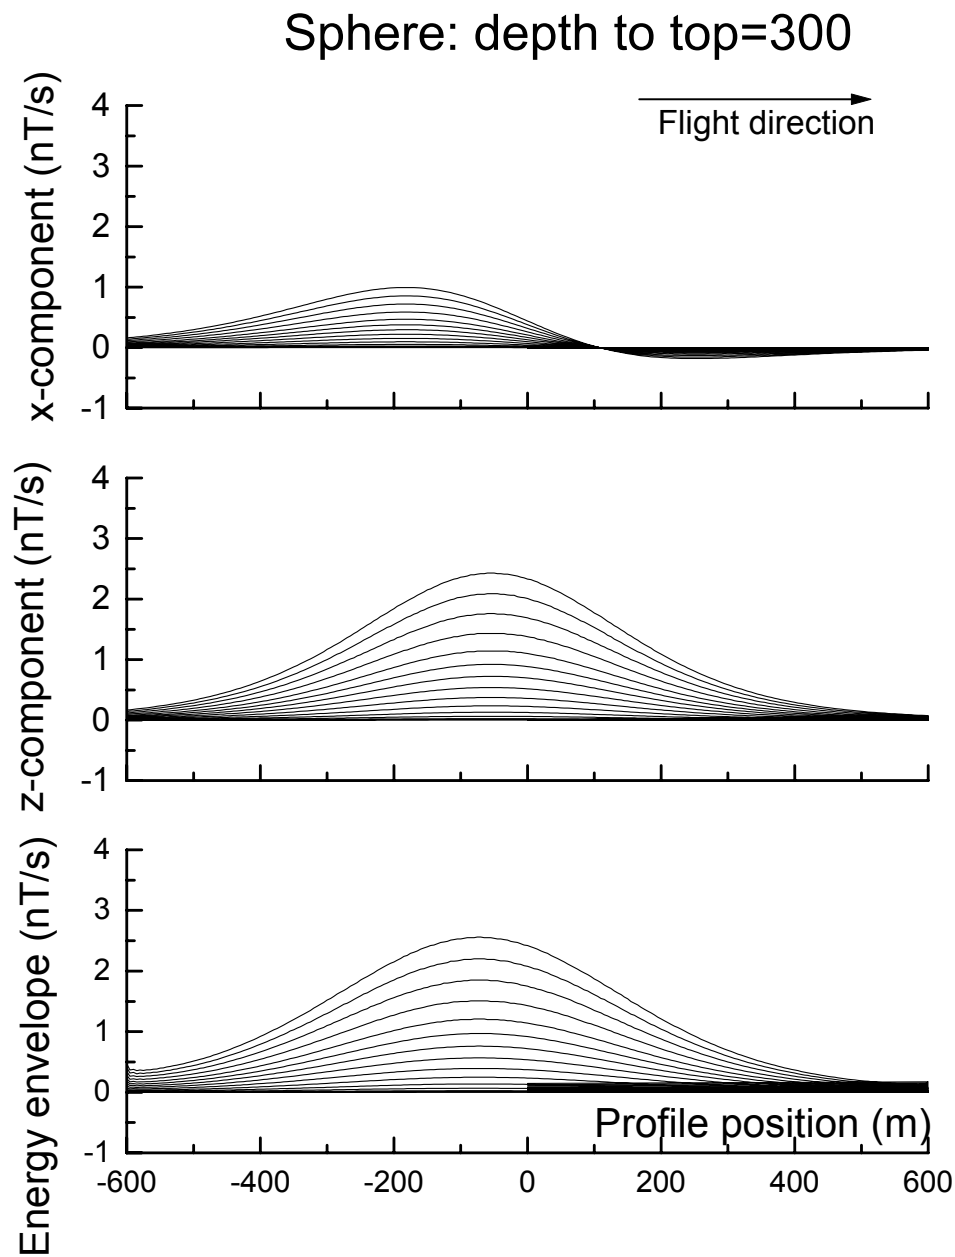 Sphere: depth to top=300
Flight direction
x-component (nT/s)
4
3
2
1
0
-1
z-component (nT/s)
4
3
2
1
0
-1
Energy envelope (nT/s)
4
3
2
1
0
-1
Profile position (m)
-600 -400 -200 0 200 400 600